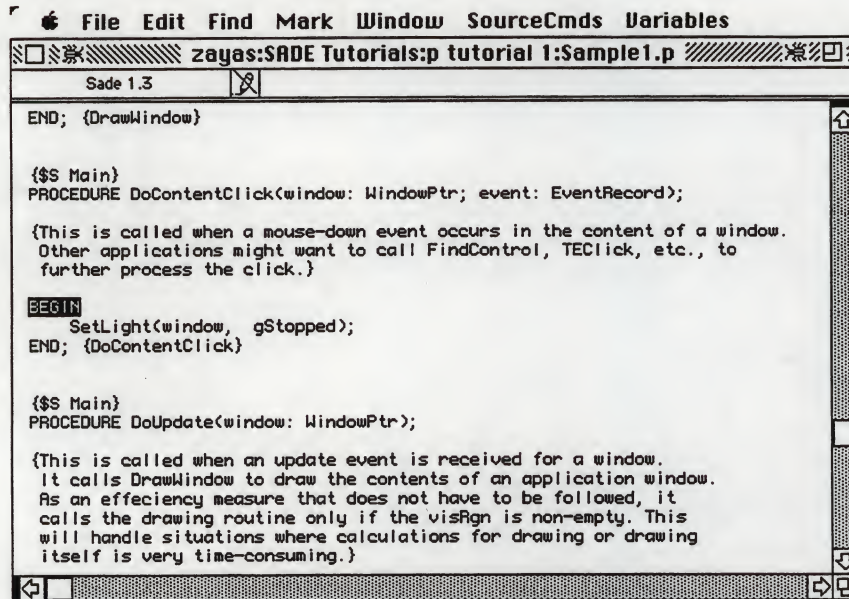 File Edit Find Mark Window SourceCmds Variables
zayas:SADE Tutorials:p tutorial 1:Sample1.p
Sade 1.3
END; {DrawWindow}
{$S Main}
PROCEDURE DoContentClick(window: WindowPtr; event: EventRecord);
{This is called when a mouse-down event occurs in the content of a window.
Other applications might want to call FindControl, TEClick, etc., to
further process the click.}
BEGIN
SetLight(window, gStopped);
END; {DoContentClick}
{$S Main}
PROCEDURE DoUpdate(window: WindowPtr);
{This is called when an update event is received for a window.
It calls DrawWindow to draw the contents of an application window.
As an effeciency measure that does not have to be followed, it
calls the drawing routine only if the visRgn is non-empty. This
will handle situations where calculations for drawing or drawing
itself is very time-consuming.}